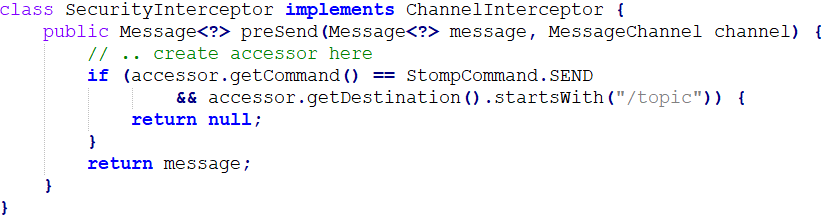 class SecurityInterceptor implements ChannelInterceptor {
    public Message<?> preSend(Message<?> message, MessageChannel channel) {
        // .. create accessor here
        if (accessor.getCommand() == StompCommand.SEND
                && accessor.getDestination().startsWith("/topic")) {
            return null;
        }
        return message;
    }
}